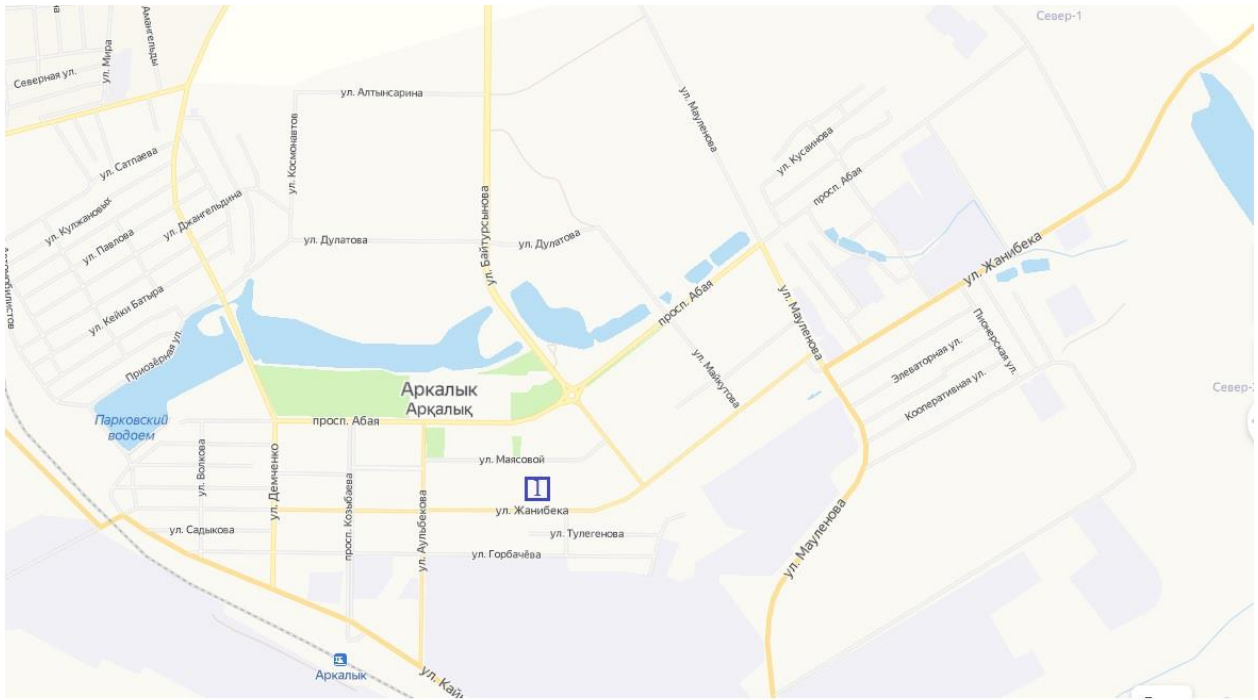 Север-1
Амангельды
ул. Мира
Северная ул.
ул. Алтынсарина
ул. Мауленова
ул. Кусаинова
ул. Сатпаева
ул. Космонавтов
просп. Абая
ул. Джангельдина
ул. Кулжановых
ул. Павлова
ул. Байтурсынова
ул. Дулатова
ул. Дулатова
ул. Жанибека
просп. Абая
ул. Кейки Батыра
ул. Мауленова
Пионерская ул.
Приозёрная ул.
Элеваторная ул.
ул. Майкутова
Аркалык
Арқалық
Кооперативная ул.
Север-2
Парковский
водоем
просп. Абая
ул. Волкова
ул. Демченко
просп. Козыбаева
ул. Маясовой
1
ул. Аульбекова
ул. Жанибека
ул. Садыкова
ул. Тулегенова
ул. Горбачёва
ул. Мауленова
Аркалык